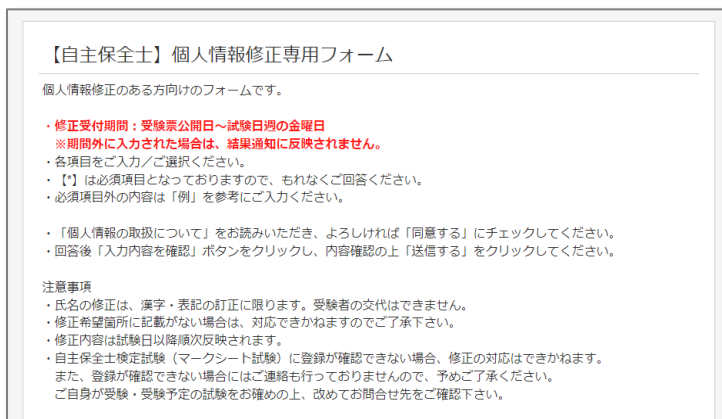 【自主保全士】個人情報修正専用フォーム
個人情報修正のある方向けのフォームです。
・修正受付期間：受験票公開日～試験日週の金曜日
※期間外に入力された場合は、結果通知に反映されません。
・各項目をご入力／ご選択ください。
・【*】は必須項目となっておりますので、もれなくご回答ください。
・必須項目外の内容は「例」を参考にご入力ください。
・「個人情報の取扱について」をお読みいただき、よろしければ「同意する」にチェックしてください。
・回答後「入力内容を確認」ボタンをクリックし、内容確認の上「送信する」をクリックしてください。
注意事項
・氏名の修正は、漢字・表記の訂正に限ります。受験者の交代はできません。
・修正希望箇所に記載がない場合は、対応できかねますのでご了承下さい。
・修正内容は試験日以降順次反映されます。
・自主保全士検定試験（マークシート試験）に登録が確認できない場合、修正の対応はできかねます。
また、登録が確認できない場合にはご連絡も行っておりませんので、予めご了承ください。
ご自身が受験・受験予定の試験をお確めの上、改めてお問合せ先をご確認下さい。